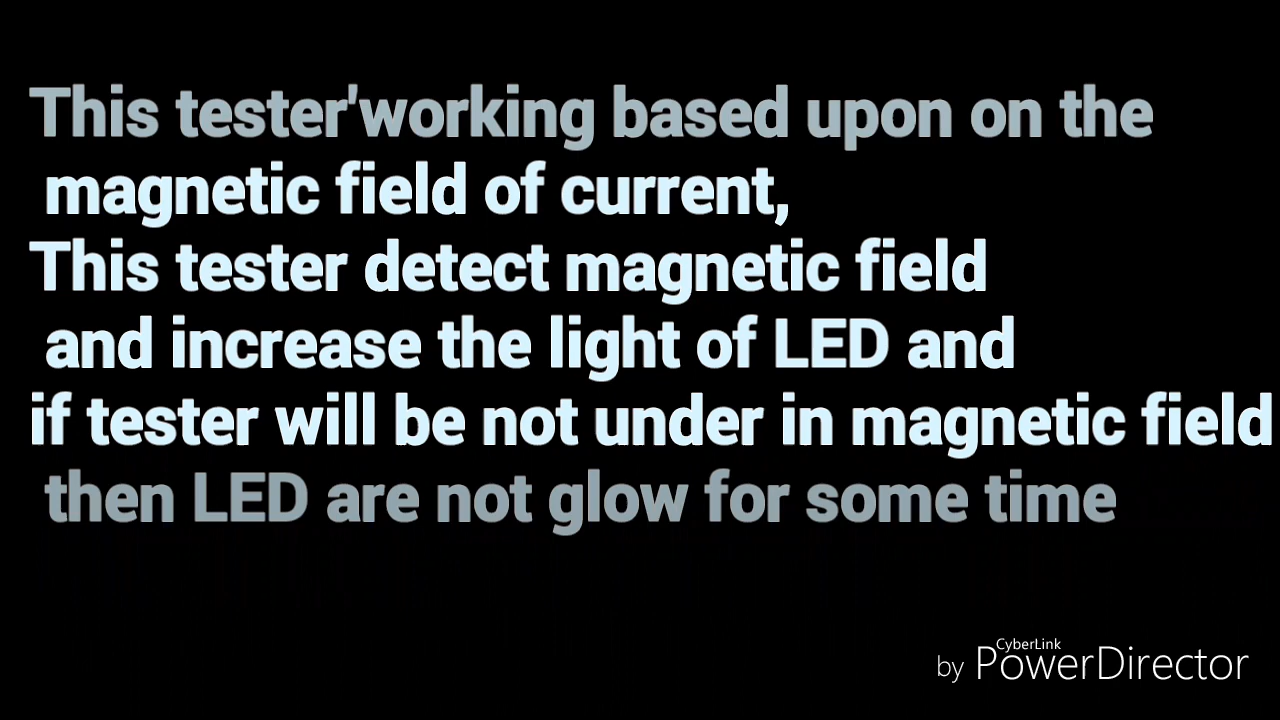 This tester'working based upon on the
magnetic field of current,
This tester detect magnetic field
and increase the light of LED and
if tester will be not under in magnetic field
then LED are not glow for some time
CyberLink
by PowerDirector